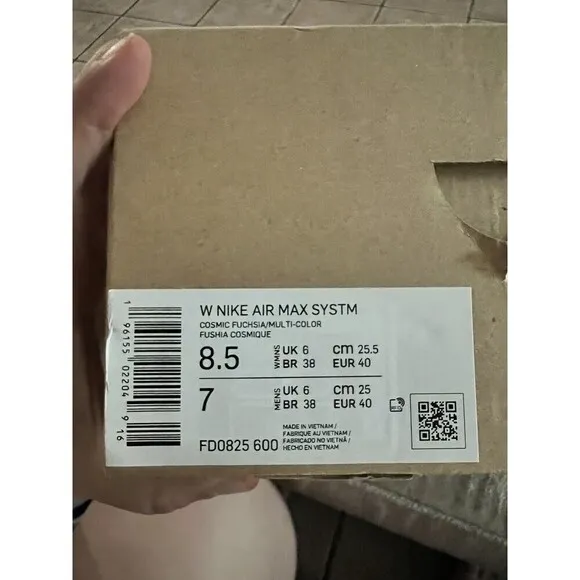 W NIKE AIR MAX SYSTM
COSMIC FUCHSIA/MULTI-COLOR
FUSHIA COSMIQUE
8.5 WMNS UK 6 cm 25.5
BR 38 EUR 40
7 MENS UK 6 cm 25
BR 38 EUR 40
FD0825 600
MADE IN VIETNAM /
FABRIQUE AU VIETNAM /
FABRICADO NO VIETNÃ /
HECHO EN VIETNAM
1 96155 02204 9 16